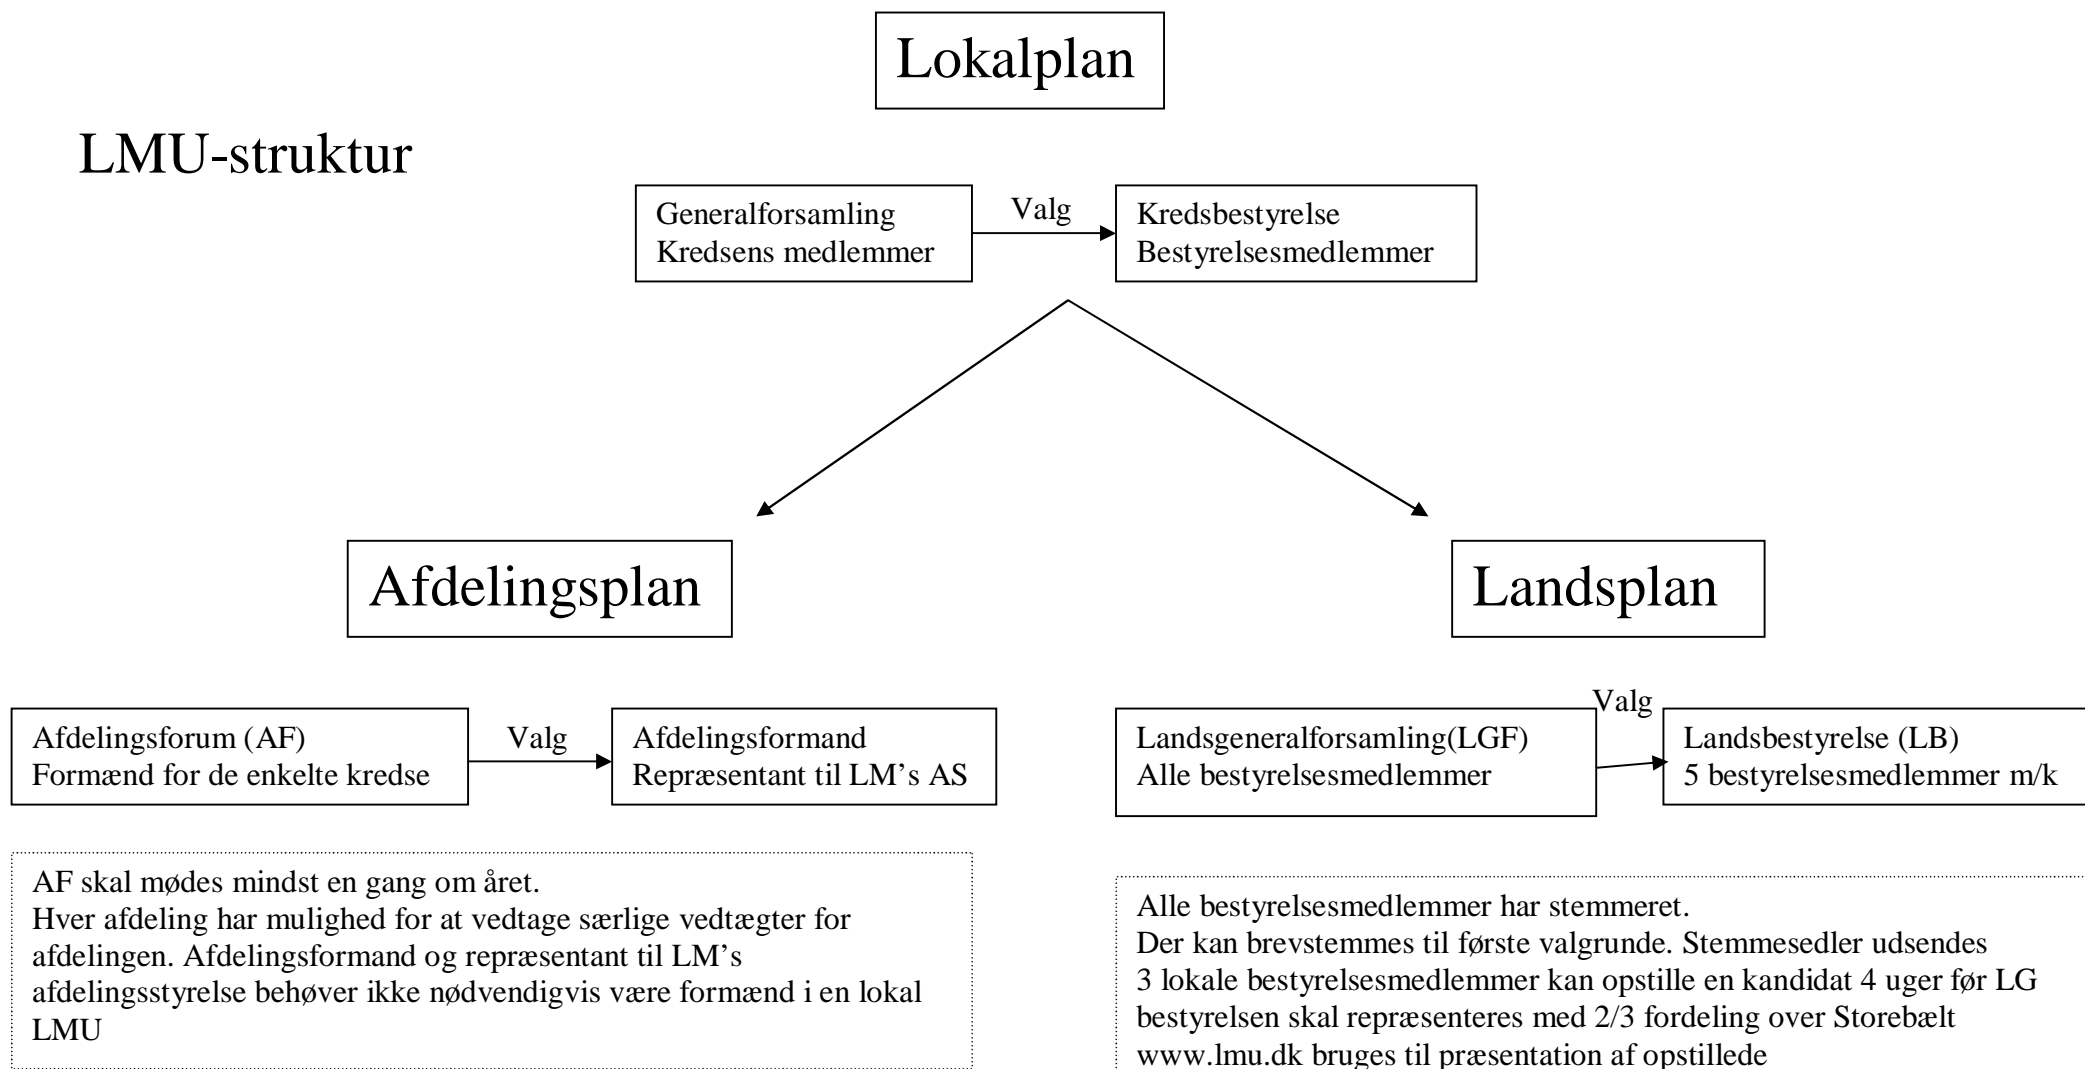 Lokalplan
LMU-struktur
Generalforsamling
Kredsens medlemmer
Valg
Kredsbestyrelse
Bestyrelsesmedlemmer
Afdelingsplan
Landsplan
Afdelingsforum (AF)
Formænd for de enkelte kredse
Valg
Afdelingsformand
Repræsentant til LM’s AS
Landsgeneralforsamling(LGF)
Alle bestyrelsesmedlemmer
Valg
Landsbestyrelse (LB)
5 bestyrelsesmedlemmer m/k
AF skal mødes mindst en gang om året.
Hver afdeling har mulighed for at vedtage særlige vedtægter for
afdelingen. Afdelingsformand og repræsentant til LM’s
afdelingsstyrelse behøver ikke nødvendigvis være formænd i en lokal
LMU
Alle bestyrelsesmedlemmer har stemmeret.
Der kan brevstemmes til første valgrunde. Stemmesedler udsendes
3 lokale bestyrelsesmedlemmer kan opstille en kandidat 4 uger før LG
bestyrelsen skal repræsenteres med 2/3 fordeling over Storebælt
www.lmu.dk bruges til præsentation af opstillede